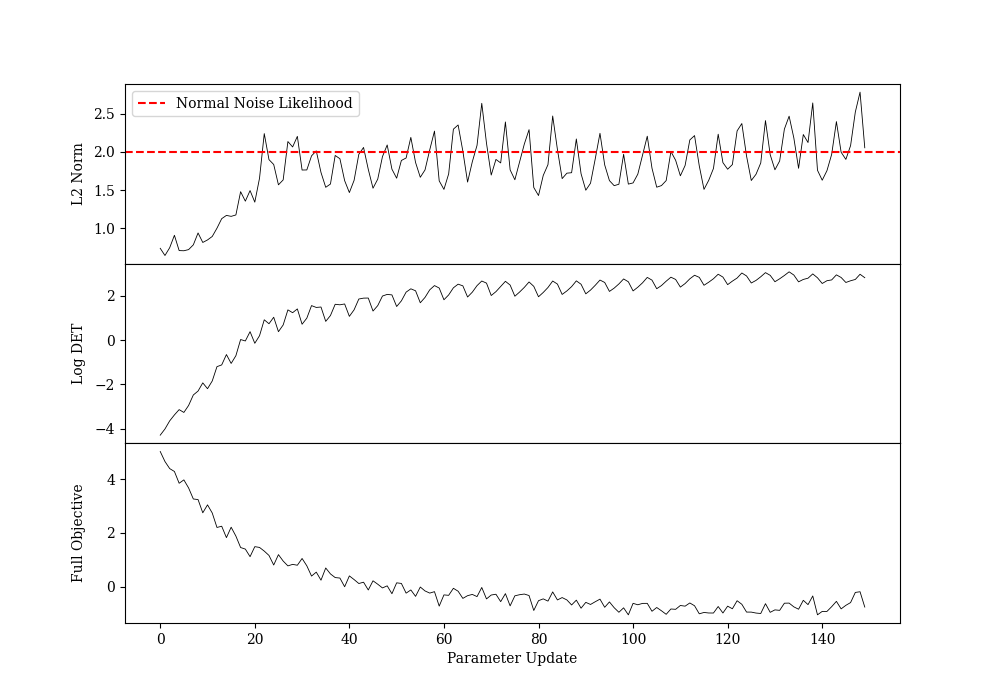 Normal Noise Likelihood
L2 Norm
2.5
2.0
1.5
1.0
Log DET
2
0
−2
−4
Full Objective
4
2
0
0 20 40 60 80 100 120 140
Parameter Update